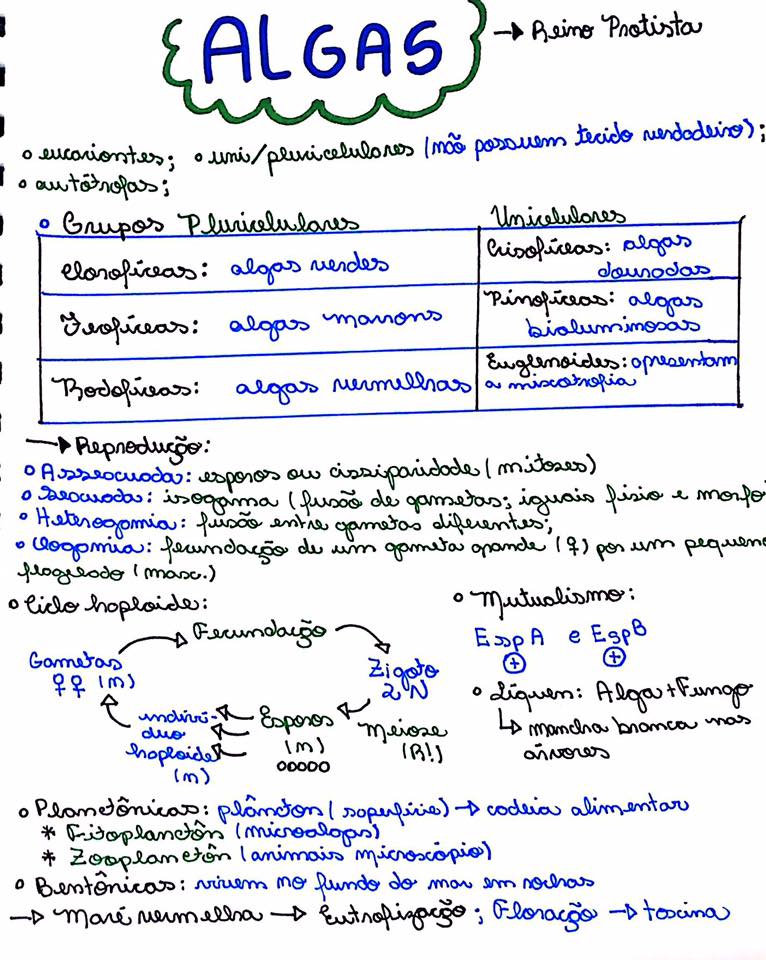 ALGAS → Reino Protista
o eucariontes; o uni/pluricelulares (não possuem tecido verdadeiro);
o autótrofas;
o Grupos Pluricelulares
Unicelulares
Clorofíceas: algas verdes
Crisofíceas: algas
douradas
Feofíceas: algas marrons
Pirrofíceas: algas
bioluminosas
Rodofíceas: algas vermelhas
Euglenoides: apresentam
a mixotrofia
→ Reprodução:
o Assexuada: esporos ou cissiparidade (mitoses)
o Sexuada: isogamia (fusão de gametas; iguais fisio e morfo
o Heterogamia: fusão entre gametas diferentes;
o Oogamia: fecundação de um gameta grande (♀) por um pequeno
flagelado (masc.)
o Ciclo haploide:
Fecundação
Gametas
♀♀ (n)
Zigoto
2N
Meiose
(R!)
Esporos
(n)
ooooo
indiví-
duo
haploide
(n)
o Mutualismo:
Esp A e Esp B
+ +
o Líquen: Alga + Fungo
↳ mancha branca nas
árvores
o Planctônicas: plâncton (superfície) → cadeia alimentar
* Fitoplanctôn (microalgas)
* Zooplanctôn (animais microscópio)
o Bentônicas: vivem no fundo do mar em rochas
→ Maré vermelha → Eutrofização; Floração → toxina